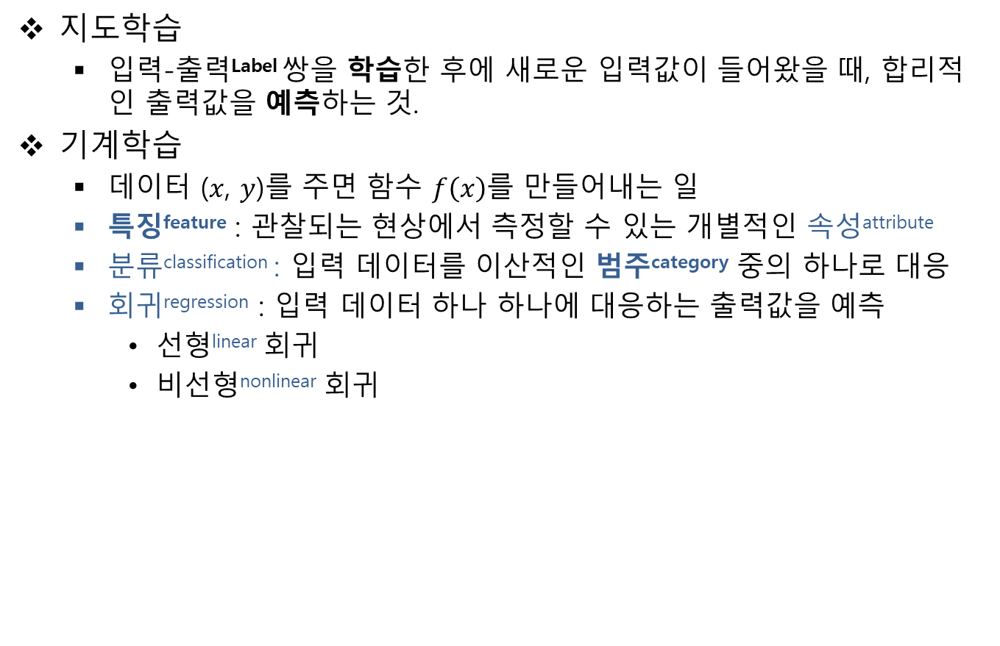 ❖ 지도학습
▪ 입력-출력Label 쌍을 학습한 후에 새로운 입력값이 들어왔을 때, 합리적
인 출력값을 예측하는 것.
❖ 기계학습
▪ 데이터 (x, y)를 주면 함수 f(x)를 만들어내는 일
▪ 특징feature : 관찰되는 현상에서 측정할 수 있는 개별적인 속성attribute
▪ 분류classification : 입력 데이터를 이산적인 범주category 중의 하나로 대응
▪ 회귀regression : 입력 데이터 하나 하나에 대응하는 출력값을 예측
• 선형linear 회귀
• 비선형nonlinear 회귀